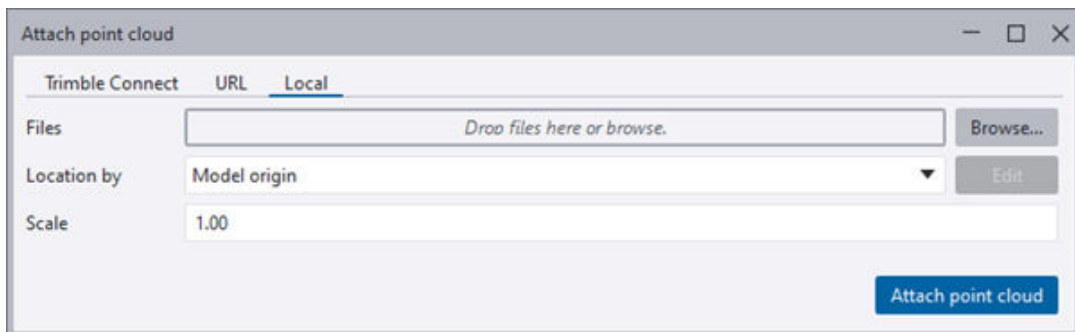 Attach point cloud
Trimble Connect URL Local
Files Drop files here or browse. Browse...
Location by Model origin Edit
Scale 1.00
Attach point cloud